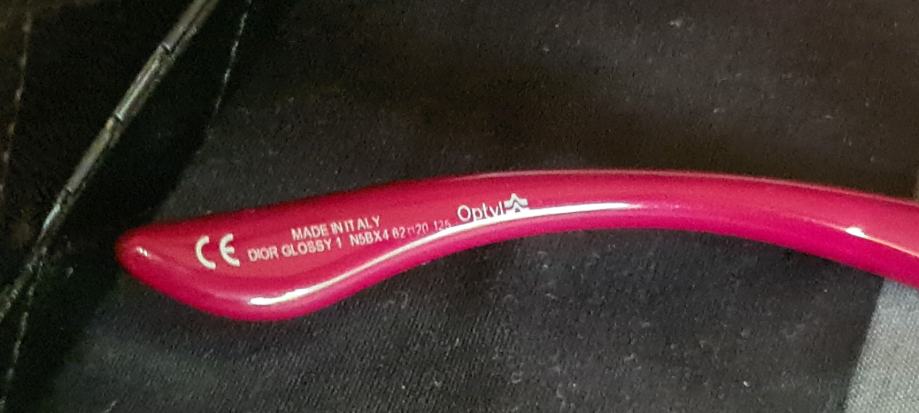 CE
MADE IN ITALY
DIOR GLOSSY 1 N5BX4 62□20 125
Optyl